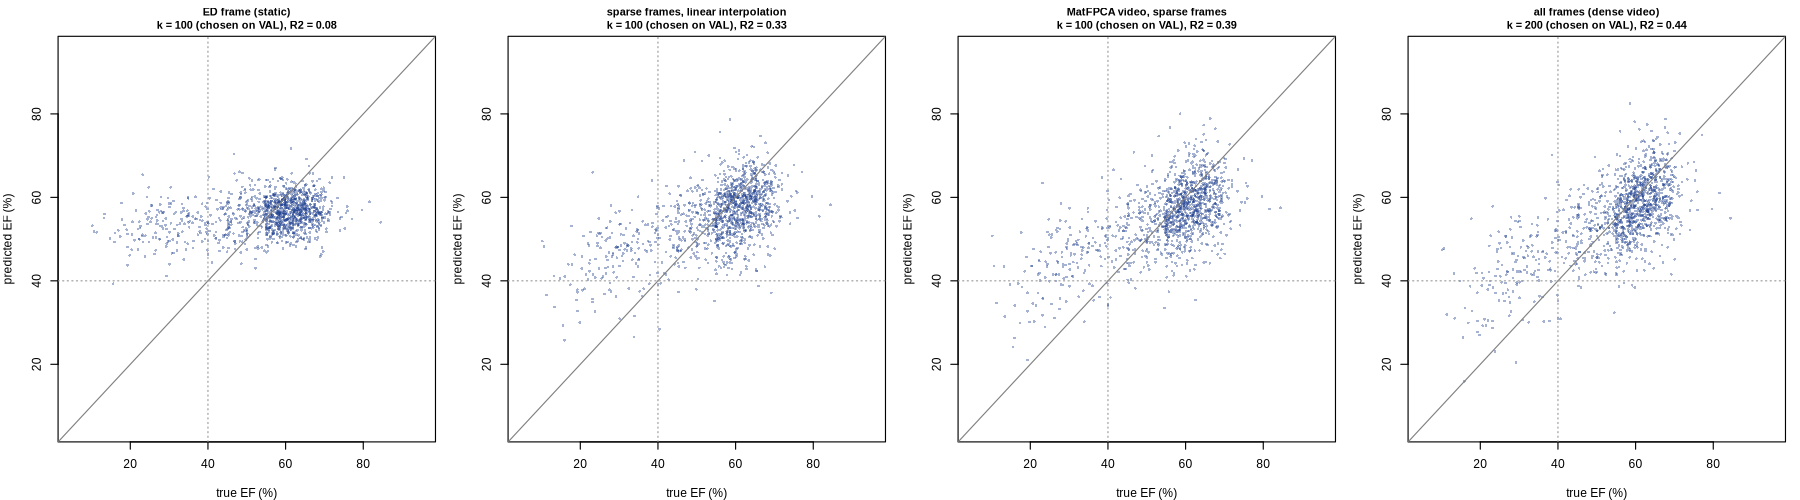 ED frame (static)
k = 100 (chosen on VAL), R2 = 0.08
predicted EF (%)
80
60
40
20
20 40 60 80
true EF (%)
sparse frames, linear interpolation
k = 100 (chosen on VAL), R2 = 0.33
predicted EF (%)
80
60
40
20
20 40 60 80
true EF (%)
MatFPCA video, sparse frames
k = 100 (chosen on VAL), R2 = 0.39
predicted EF (%)
80
60
40
20
20 40 60 80
true EF (%)
all frames (dense video)
k = 200 (chosen on VAL), R2 = 0.44
predicted EF (%)
80
60
40
20
20 40 60 80
true EF (%)